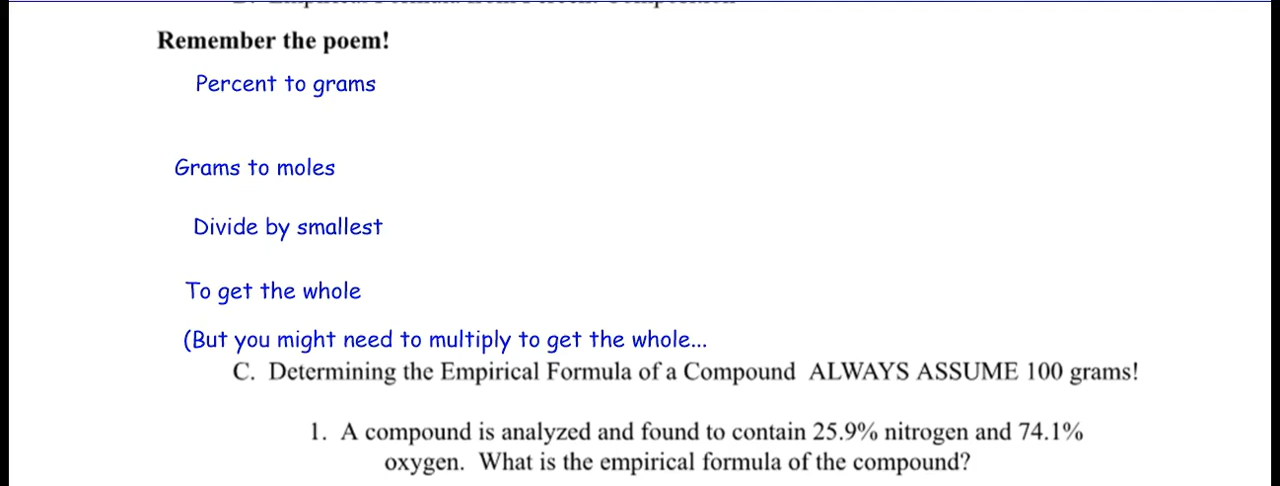 Remember the poem!
Percent to grams
Grams to moles
Divide by smallest
To get the whole
(But you might need to multiply to get the whole...
C. Determining the Empirical Formula of a Compound ALWAYS ASSUME 100 grams!
1. A compound is analyzed and found to contain 25.9% nitrogen and 74.1%
oxygen. What is the empirical formula of the compound?